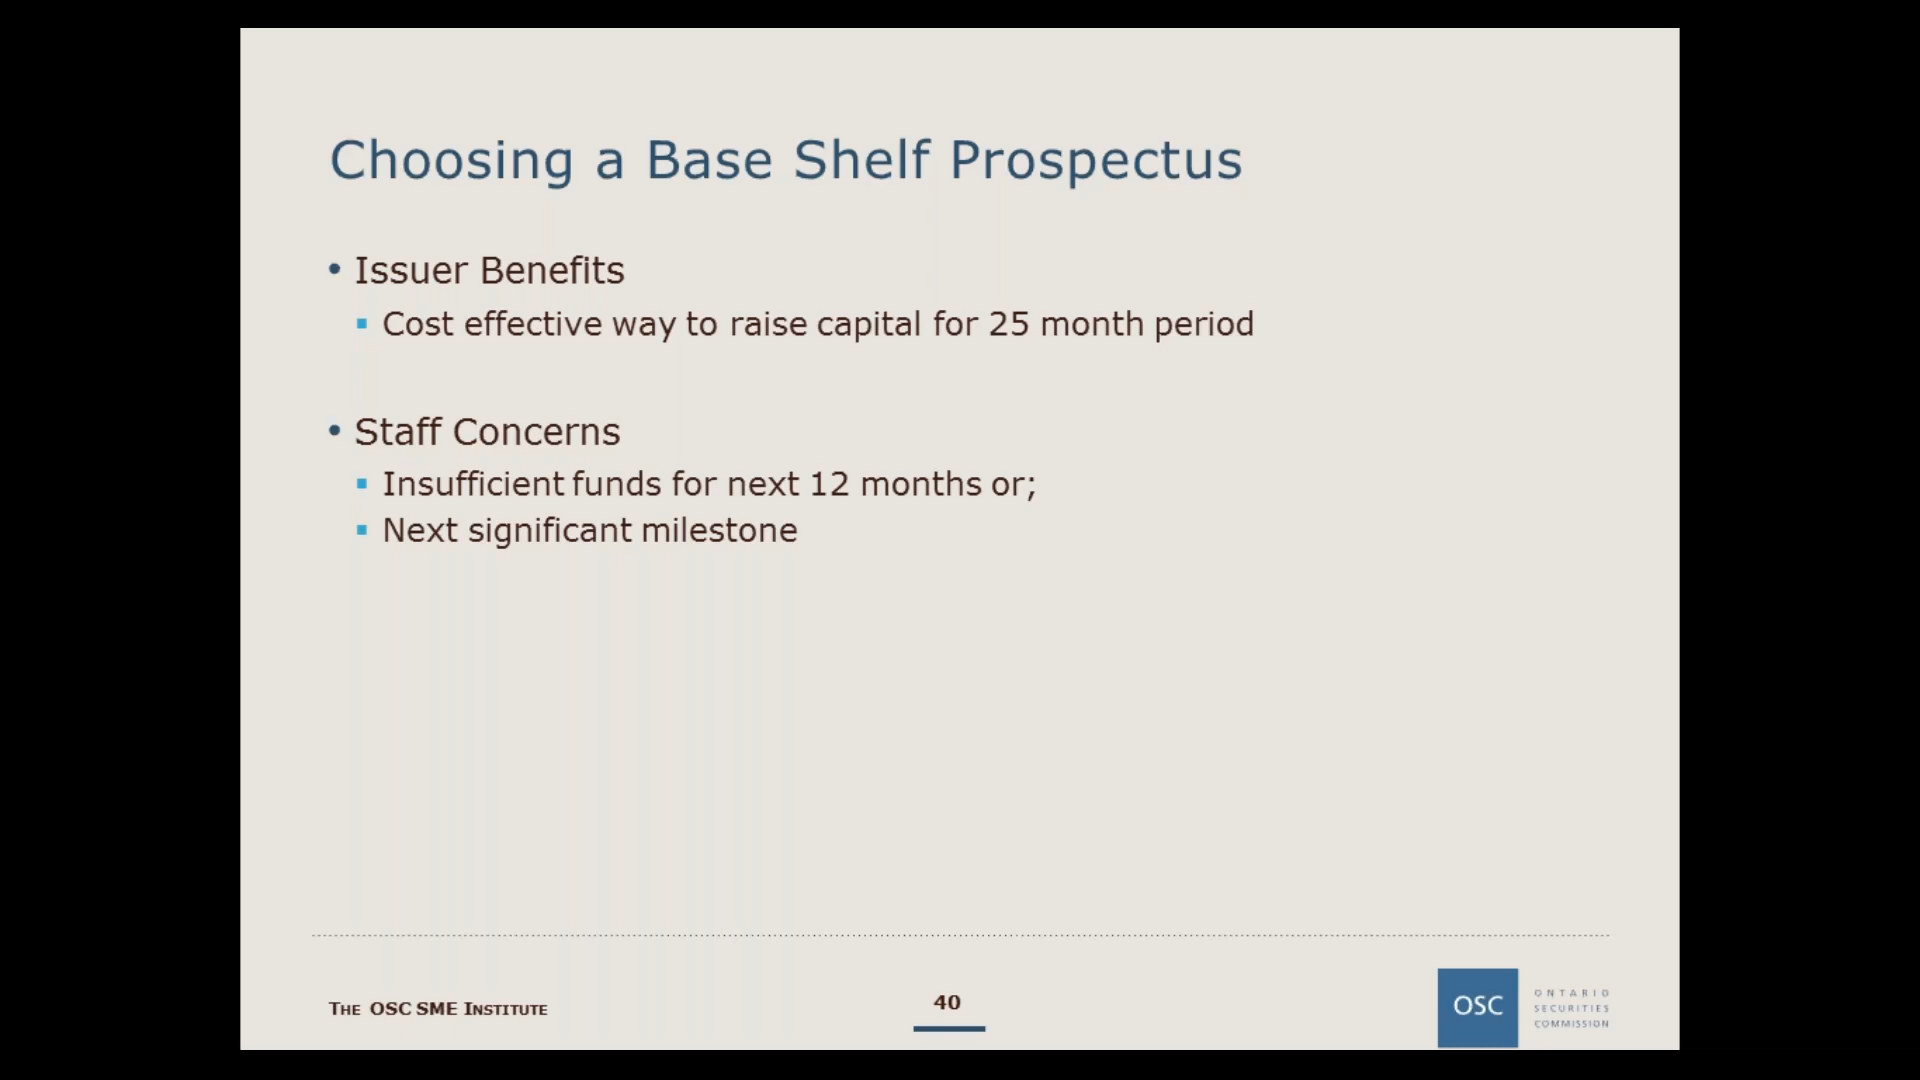 Choosing a Base Shelf Prospectus
• Issuer Benefits
▪ Cost effective way to raise capital for 25 month period
• Staff Concerns
▪ Insufficient funds for next 12 months or;
▪ Next significant milestone
THE OSC SME INSTITUTE
40
OSC
ONTARIO
SECURITIES
COMMISSION